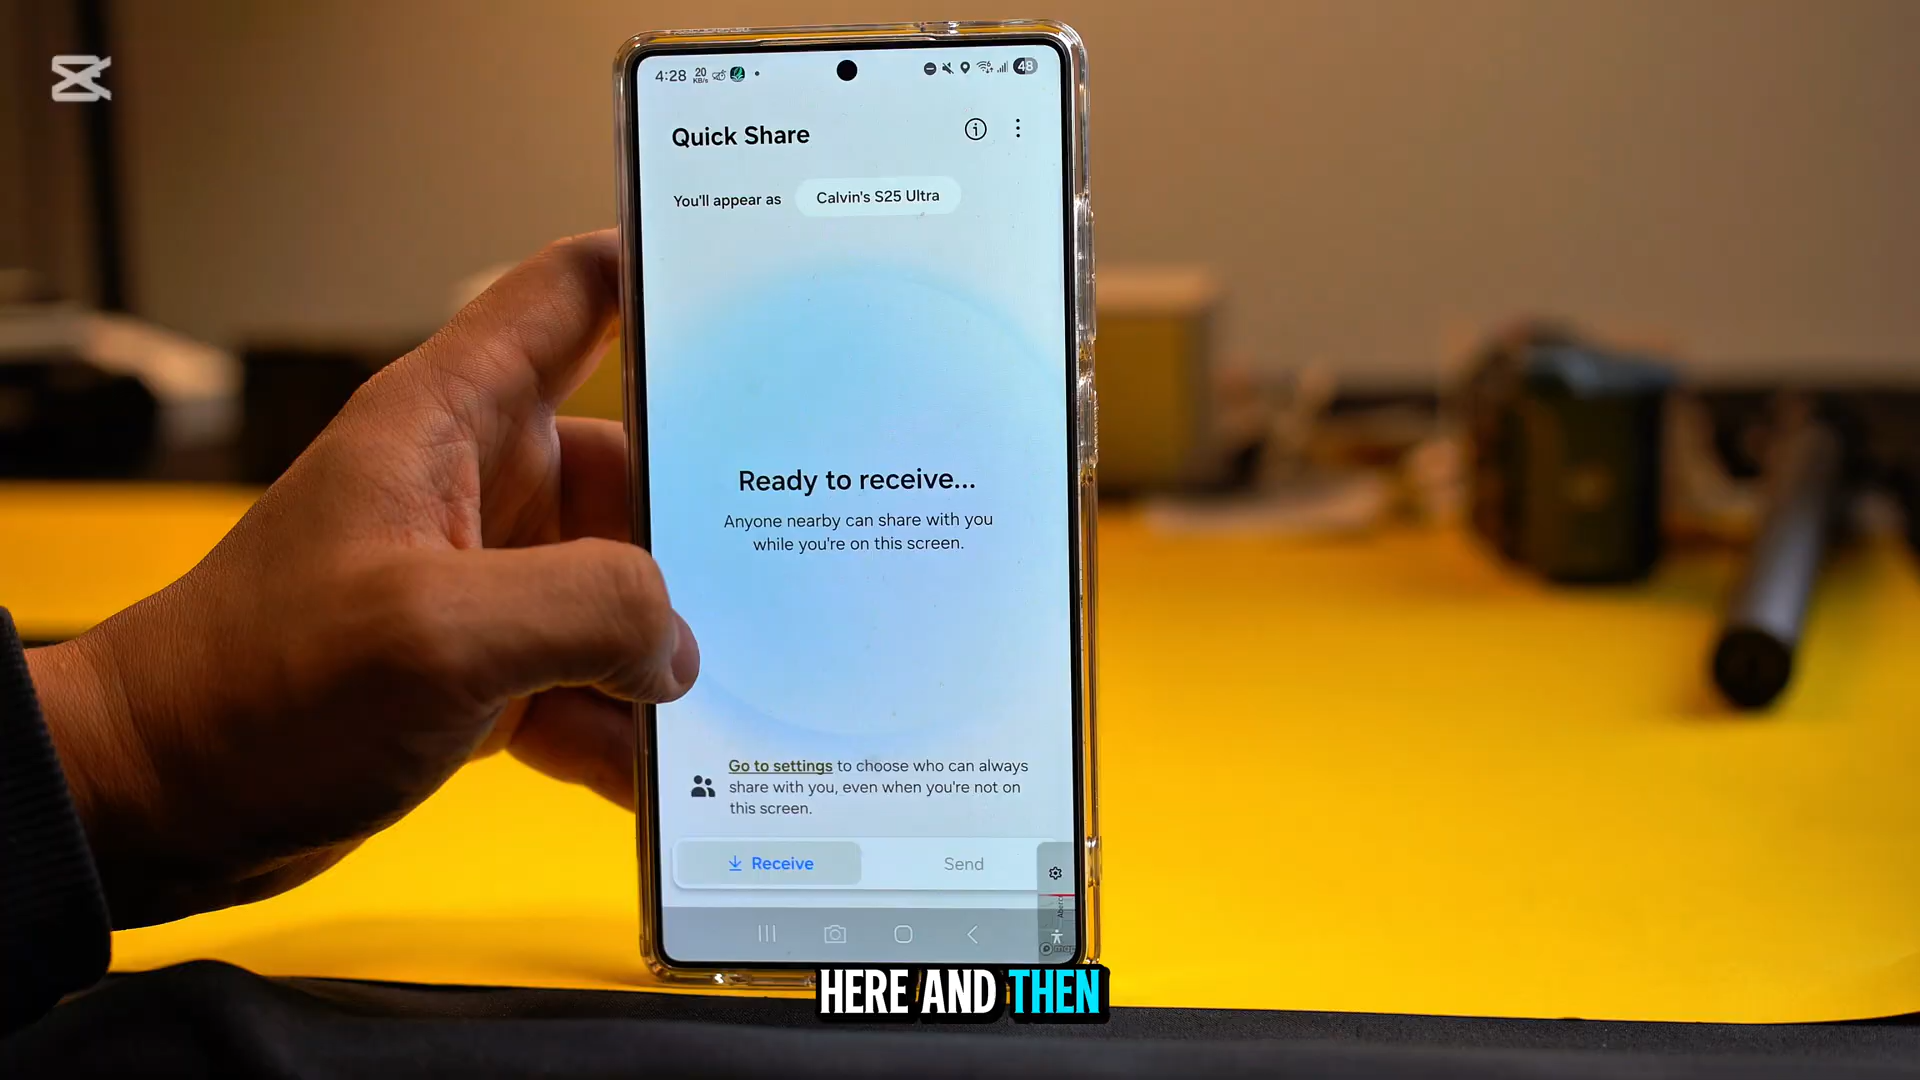 4:28
20
KB/s
48
Quick Share
You'll appear as
Calvin's S25 Ultra
Ready to receive...
Anyone nearby can share with you
while you're on this screen.
Go to settings to choose who can always
share with you, even when you're not on
this screen.
Receive
Send
HERE AND THEN